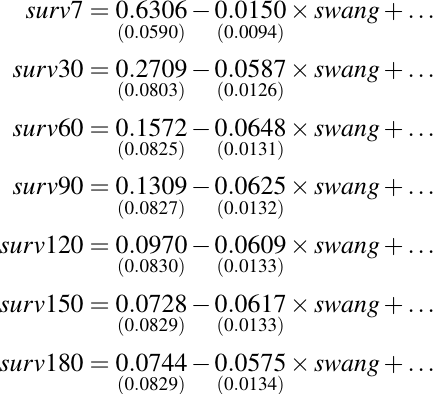 surv7 = 0.6306 − 0.0150 × swang + …
(0.0590) (0.0094)
surv30 = 0.2709 − 0.0587 × swang + …
(0.0803) (0.0126)
surv60 = 0.1572 − 0.0648 × swang + …
(0.0825) (0.0131)
surv90 = 0.1309 − 0.0625 × swang + …
(0.0827) (0.0132)
surv120 = 0.0970 − 0.0609 × swang + …
(0.0830) (0.0133)
surv150 = 0.0728 − 0.0617 × swang + …
(0.0829) (0.0133)
surv180 = 0.0744 − 0.0575 × swang + …
(0.0829) (0.0134)